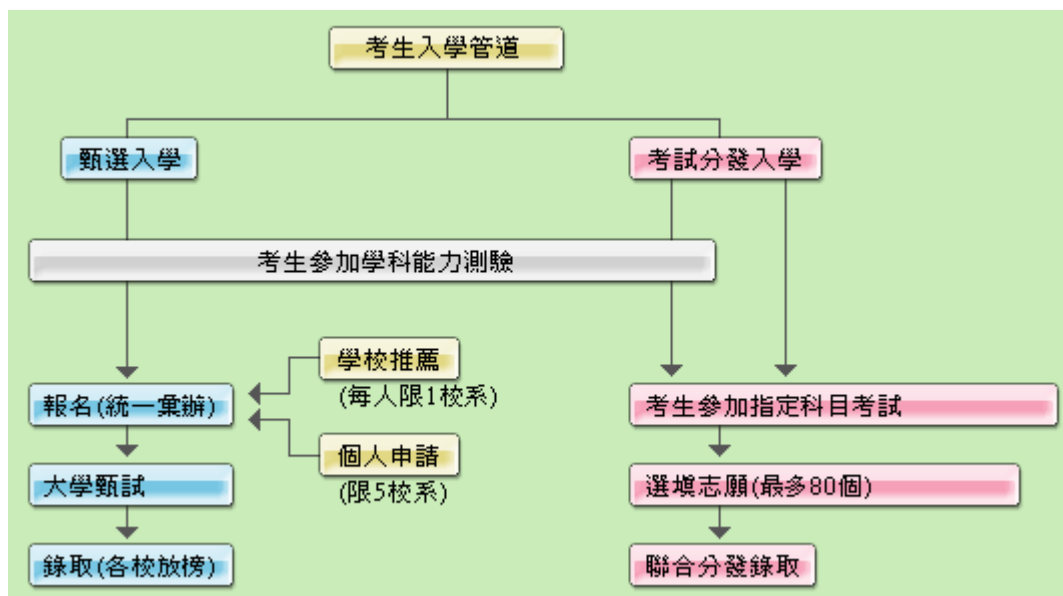 考生入學管道
甄選入學
考試分發入學
考生參加學科能力測驗
學校推薦
(每人限1校系)
報名(統一彙辦)
個人申請
(限5校系)
大學甄試
錄取(各校放榜)
考生參加指定科目考試
選填志願(最多80個)
聯合分發錄取